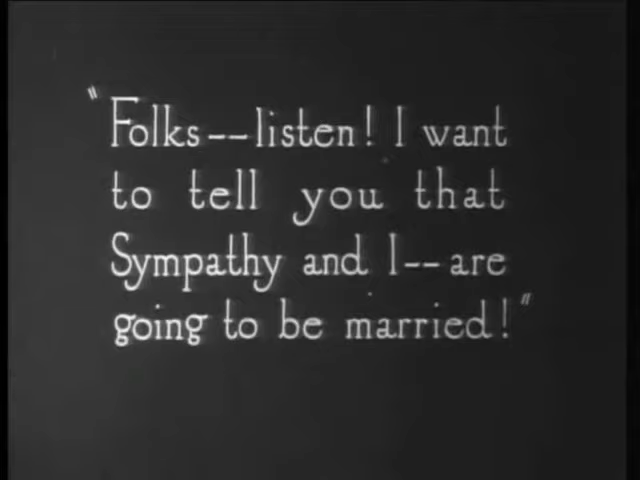 "Folks--listen! I want
to tell you that
Sympathy and I--are
going to be married!"